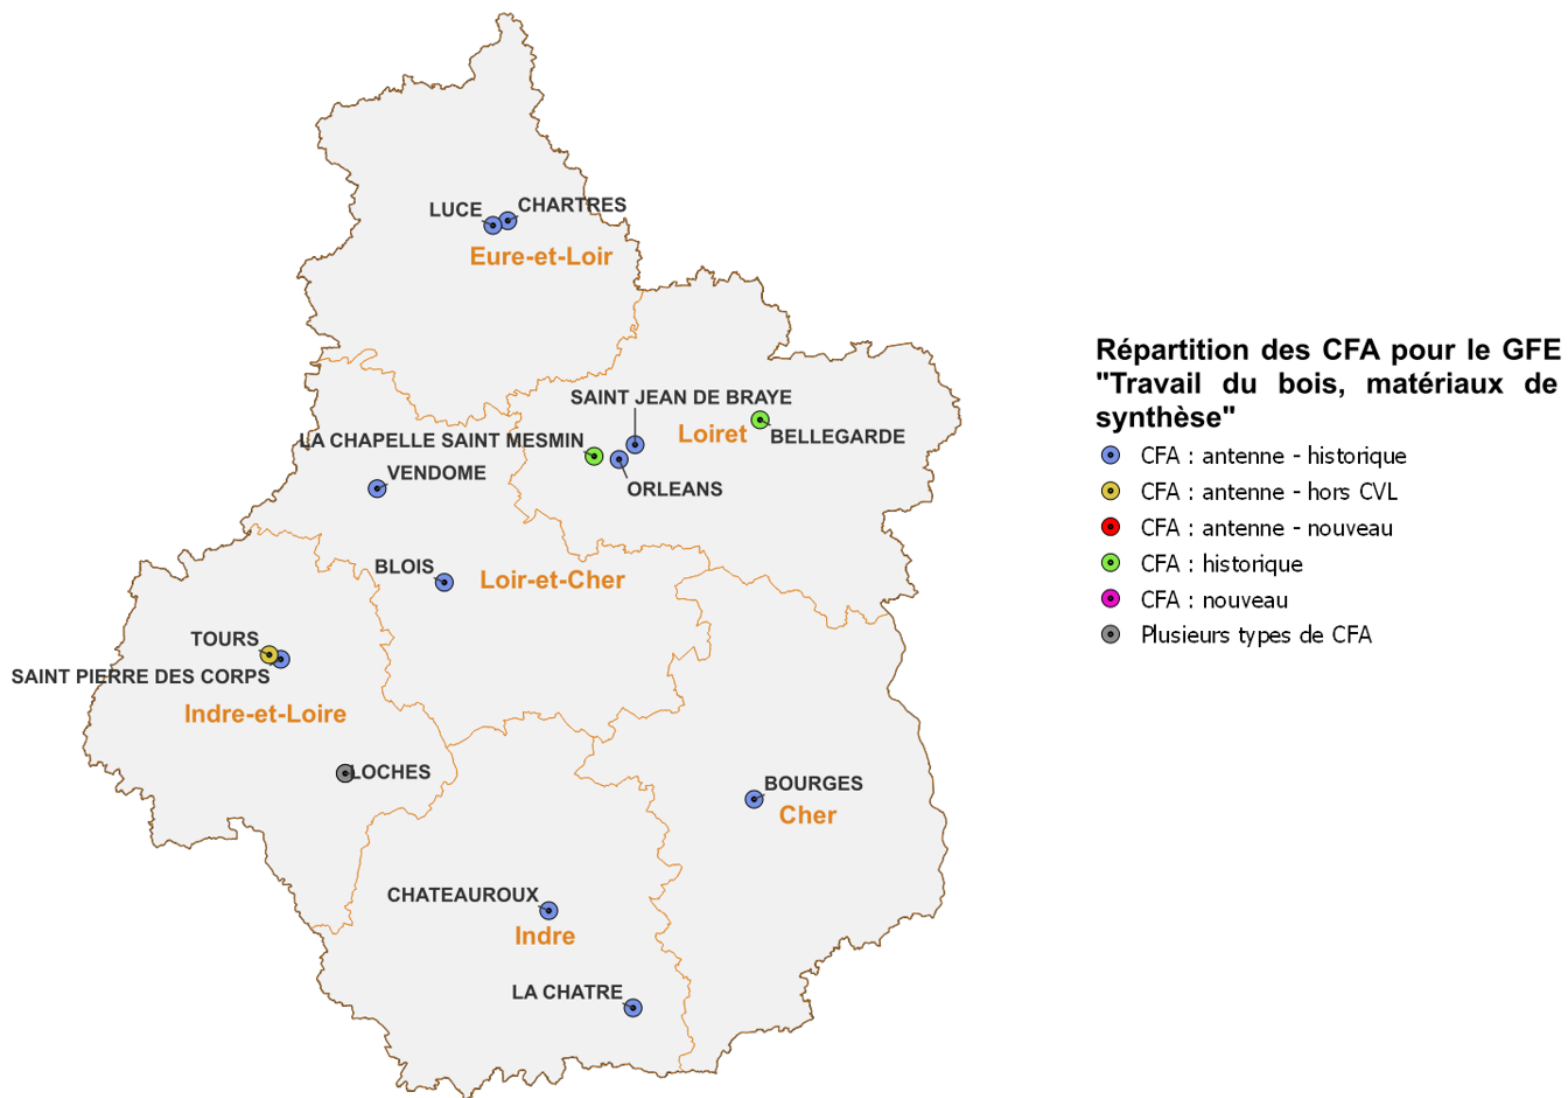 LUCE
CHARTRES
Eure-et-Loir
SAINT JEAN DE BRAYE
LA CHAPELLE SAINT MESMIN
Loiret
BELLEGARDE
VENDOME
ORLEANS
BLOIS
Loir-et-Cher
TOURS
SAINT PIERRE DES CORPS
Indre-et-Loire
LOCHES
BOURGES
Cher
CHATEAUROUX
Indre
LA CHATRE
Répartition des CFA pour le GFE
"Travail du bois, matériaux de
synthèse"
CFA : antenne - historique
CFA : antenne - hors CVL
CFA : antenne - nouveau
CFA : historique
CFA : nouveau
Plusieurs types de CFA